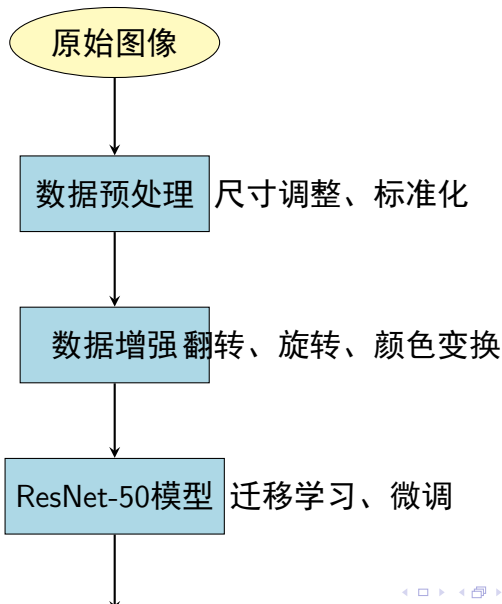 原始图像
数据预处理 尺寸调整、标准化
数据增强 翻转、旋转、颜色变换
ResNet-50模型 迁移学习、微调